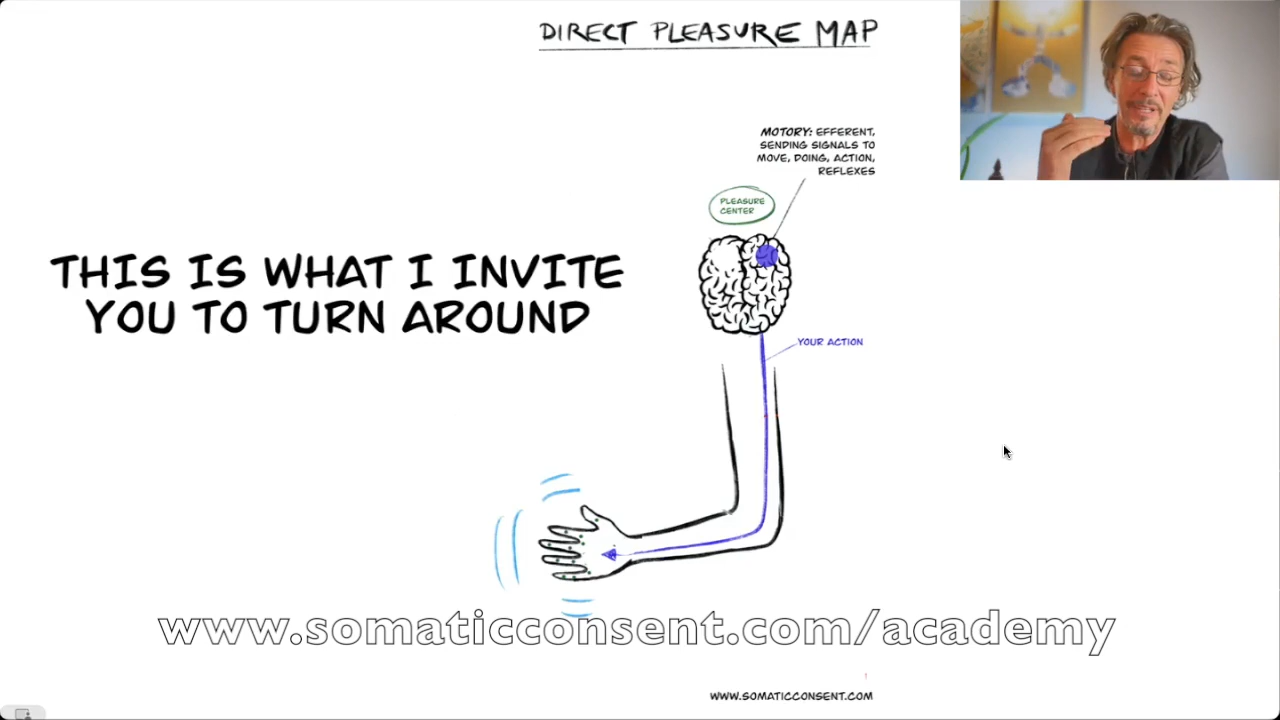 DIRECT PLEASURE MAP
MOTORY: EFFERENT,
SENDING SIGNALS TO
MOVE, DOING, ACTION,
REFLEXES
PLEASURE
CENTER
THIS IS WHAT I INVITE
YOU TO TURN AROUND
YOUR ACTION
www.somaticconsent.com/academy
WWW.SOMATICCONSENT.COM